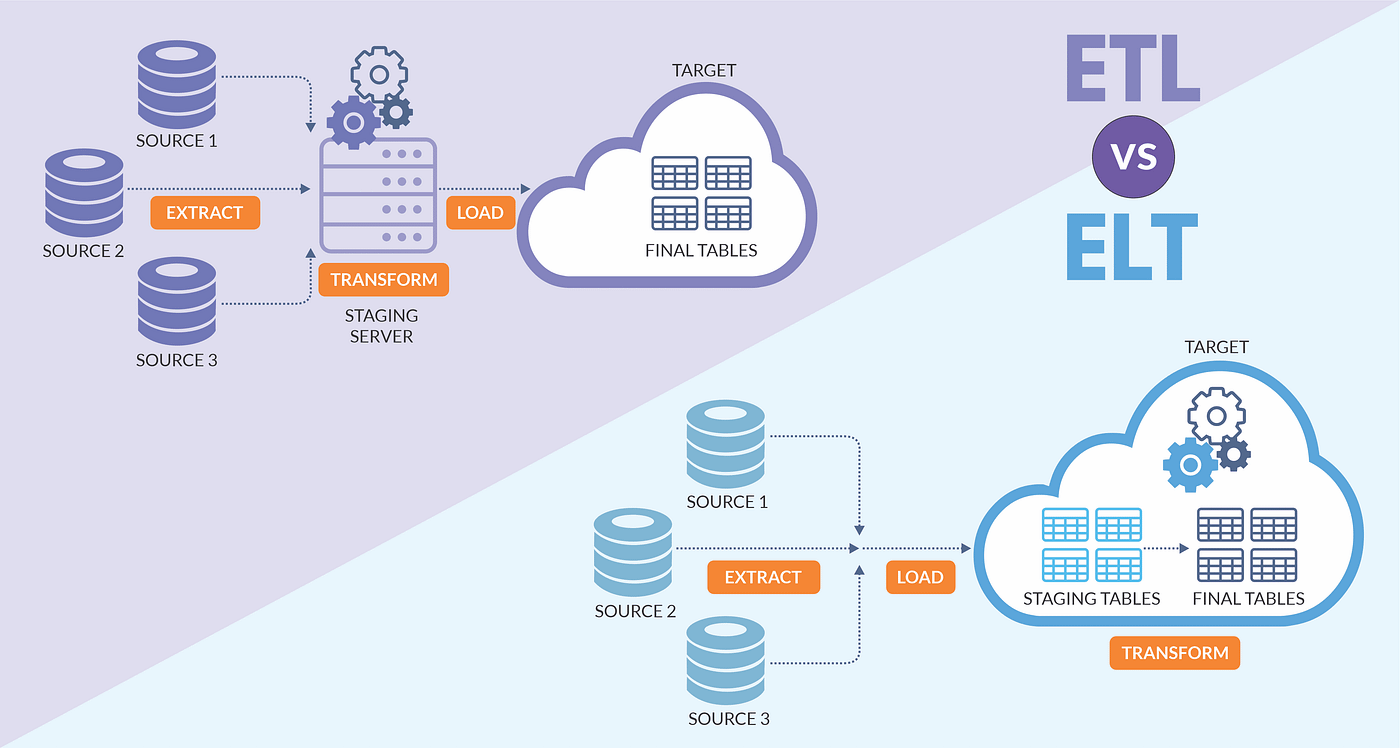 ETL
VS
ELT
SOURCE 1
SOURCE 2
SOURCE 3
EXTRACT
TRANSFORM
STAGING
SERVER
LOAD
TARGET
FINAL TABLES
SOURCE 1
SOURCE 2
SOURCE 3
EXTRACT
LOAD
TARGET
STAGING TABLES
FINAL TABLES
TRANSFORM